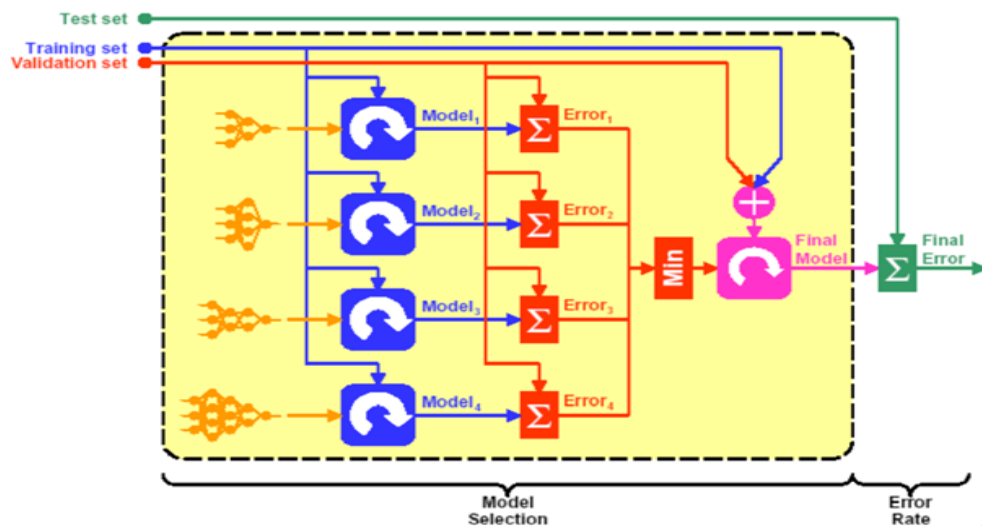 Test set
Training set
Validation set
Model₁
Error₁
Σ
Model₂
Error₂
Σ
Model₃
Error₃
Σ
Model₄
Error₄
Σ
Min
+
Final
Model
Σ
Final
Error
Model
Selection
Error
Rate